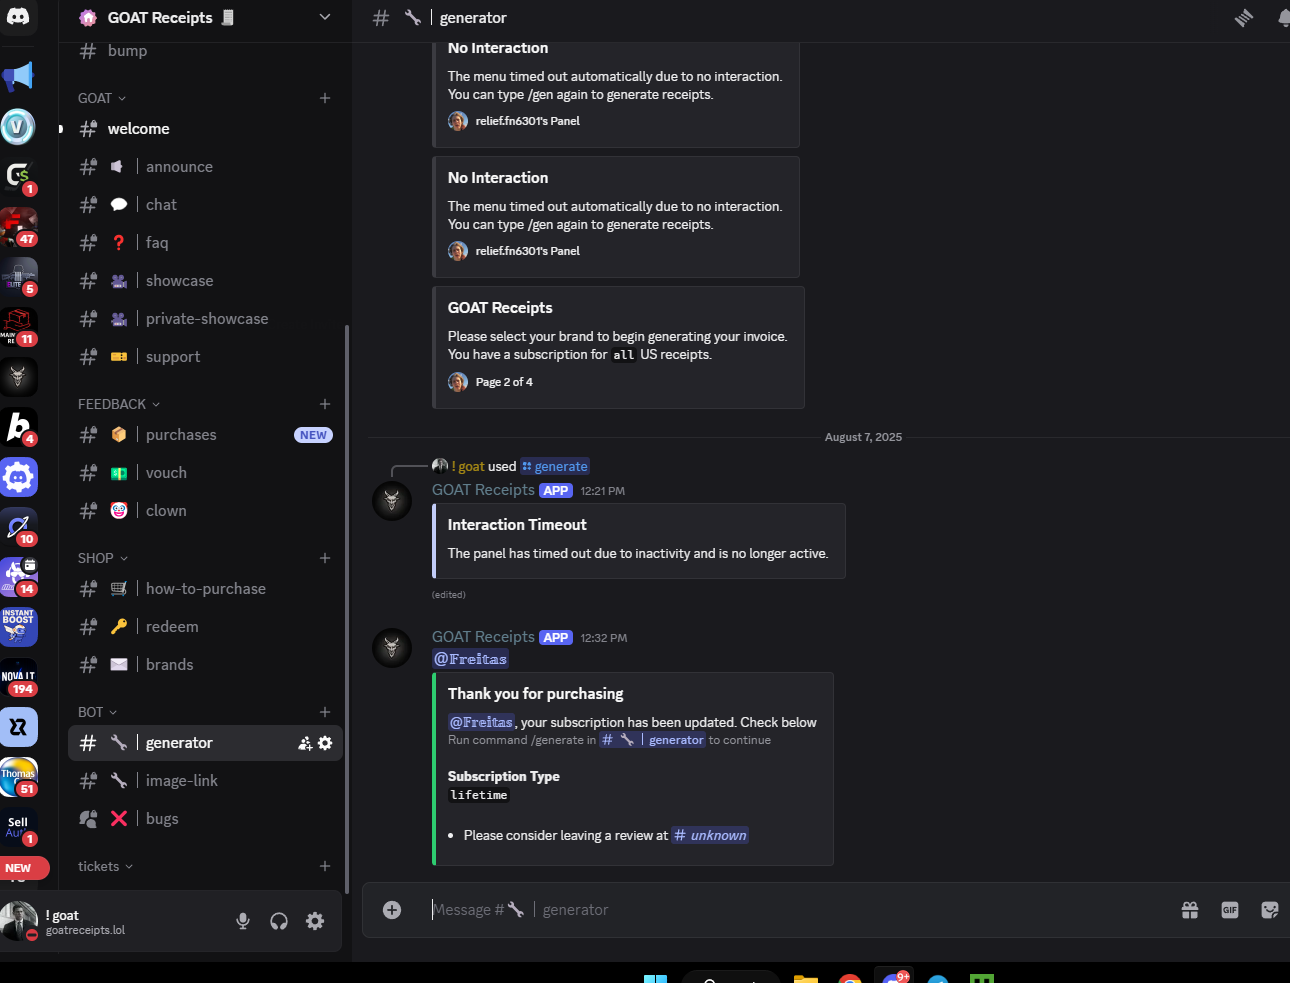 GOAT Receipts
bump
GOAT
welcome
announce
chat
faq
showcase
private-showcase
support
FEEDBACK
purchases NEW
vouch
clown
SHOP
how-to-purchase
redeem
brands
BOT
generator
image-link
bugs
tickets
! goat
goatreceipts.lol
1
47
5
11
4
10
14
INSTANT
BOOST
NOVA LT
194
Thomas
51
Sell
1
NEW
generator
No Interaction
The menu timed out automatically due to no interaction.
You can type /gen again to generate receipts.
relief.fn6301's Panel
No Interaction
The menu timed out automatically due to no interaction.
You can type /gen again to generate receipts.
relief.fn6301's Panel
GOAT Receipts
Please select your brand to begin generating your invoice.
You have a subscription for all US receipts.
Page 2 of 4
August 7, 2025
! goat used generate
GOAT Receipts APP 12:21 PM
Interaction Timeout
The panel has timed out due to inactivity and is no longer active.
(edited)
GOAT Receipts APP 12:32 PM
@𝔽𝕣𝕖𝕚𝕥𝕒𝕤
Thank you for purchasing
@𝔽𝕣𝕖𝕚𝕥𝕒𝕤, your subscription has been updated. Check below
Run command /generate in # 🔧 | generator to continue
Subscription Type
lifetime
• Please consider leaving a review at # unknown
Message # 🔧 | generator
GIF
9+